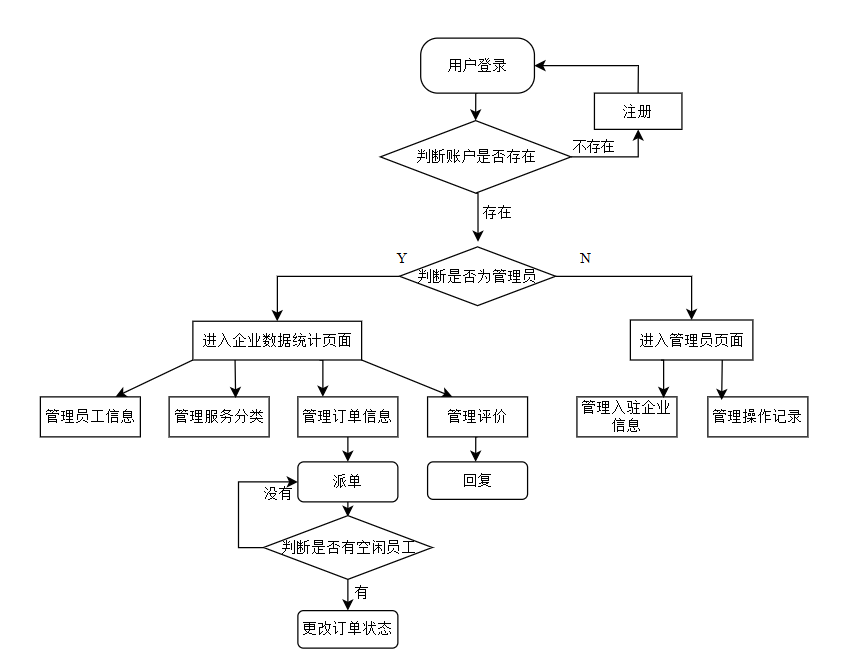 用户登录
注册
判断账户是否存在
不存在
存在
Y
判断是否为管理员
N
进入企业数据统计页面
进入管理员页面
管理员工信息
管理服务分类
管理订单信息
管理评价
管理入驻企业
信息
管理操作记录
派单
回复
没有
判断是否有空闲员工
有
更改订单状态